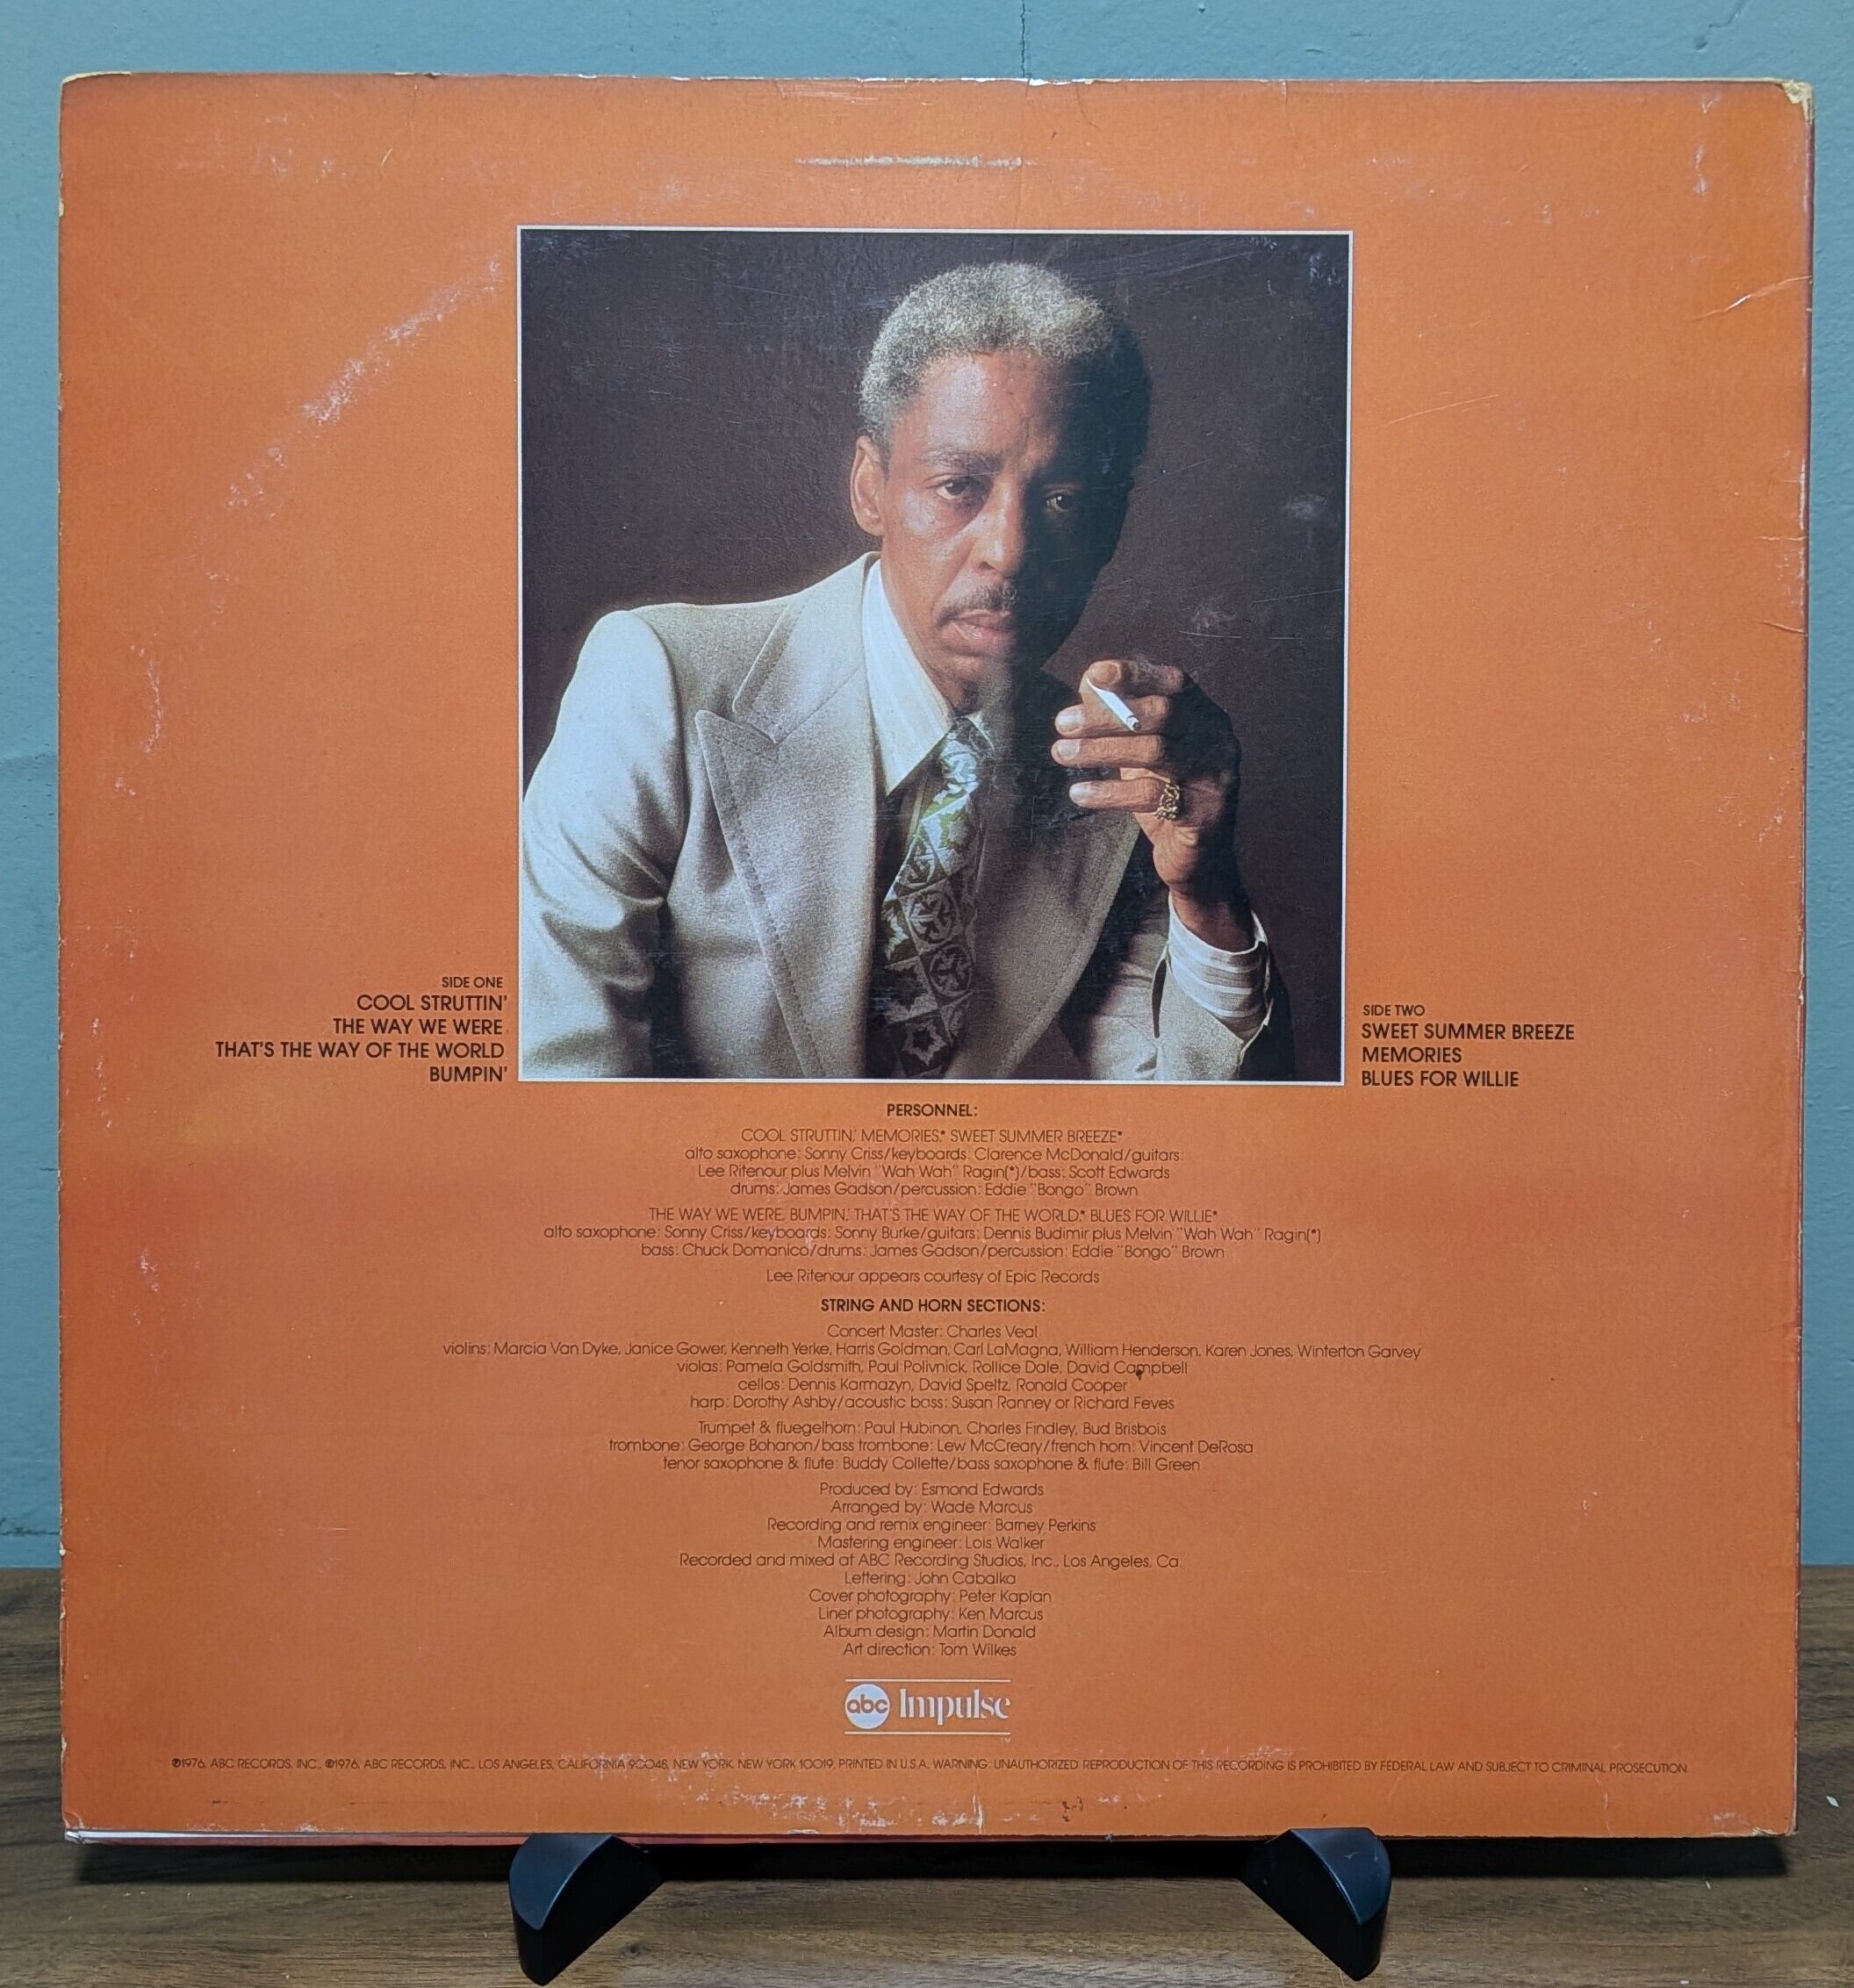 SIDE ONE
COOL STRUTTIN'
THE WAY WE WERE
THAT'S THE WAY OF THE WORLD
BUMPIN'
SIDE TWO
SWEET SUMMER BREEZE
MEMORIES
BLUES FOR WILLIE
PERSONNEL:
COOL STRUTTIN', MEMORIES,* SWEET SUMMER BREEZE*
alto saxophone: Sonny Criss/keyboards: Clarence McDonald/guitars:
Lee Ritenour plus Melvin "Wah Wah" Ragin(*)/bass: Scott Edwards
drums: James Gadson/percussion: Eddie "Bongo" Brown
THE WAY WE WERE, BUMPIN', THAT'S THE WAY OF THE WORLD,* BLUES FOR WILLIE*
alto saxophone: Sonny Criss/keyboards: Sonny Burke/guitars: Dennis Budimir plus Melvin "Wah Wah" Ragin(*)
bass: Chuck Domanico/drums: James Gadson/percussion: Eddie "Bongo" Brown
Lee Ritenour appears courtesy of Epic Records
STRING AND HORN SECTIONS:
Concert Master: Charles Veal
violins: Marcia Van Dyke, Janice Gower, Kenneth Yerke, Harris Goldman, Carl LaMagna, William Henderson, Karen Jones, Winterton Garvey
violas: Pamela Goldsmith, Paul Polivnick, Rollice Dale, David Campbell
cellos: Dennis Karmazyn, David Speltz, Ronald Cooper
harp: Dorothy Ashby/acoustic bass: Susan Ranney or Richard Feves
Trumpet & fluegelhorn: Paul Hubinon, Charles Findley, Bud Brisbois
trombone: George Bohanon/bass trombone: Lew McCreary/french horn: Vincent DeRosa
tenor saxophone & flute: Buddy Collette/bass saxophone & flute: Bill Green
Produced by: Esmond Edwards
Arranged by: Wade Marcus
Recording and remix engineer: Barney Perkins
Mastering engineer: Lois Walker
Recorded and mixed at ABC Recording Studios, Inc., Los Angeles, Ca.
Lettering: John Cabalka
Cover photography: Peter Kaplan
Liner photography: Ken Marcus
Album design: Martin Donald
Art direction: Tom Wilkes
abc Impulse
TM
℗1976, ABC RECORDS, INC., ©1976, ABC RECORDS, INC., LOS ANGELES, CALIFORNIA 90048, NEW YORK, NEW YORK 10019, PRINTED IN U.S.A. WARNING: UNAUTHORIZED REPRODUCTION OF THIS RECORDING IS PROHIBITED BY FEDERAL LAW AND SUBJECT TO CRIMINAL PROSECUTION.